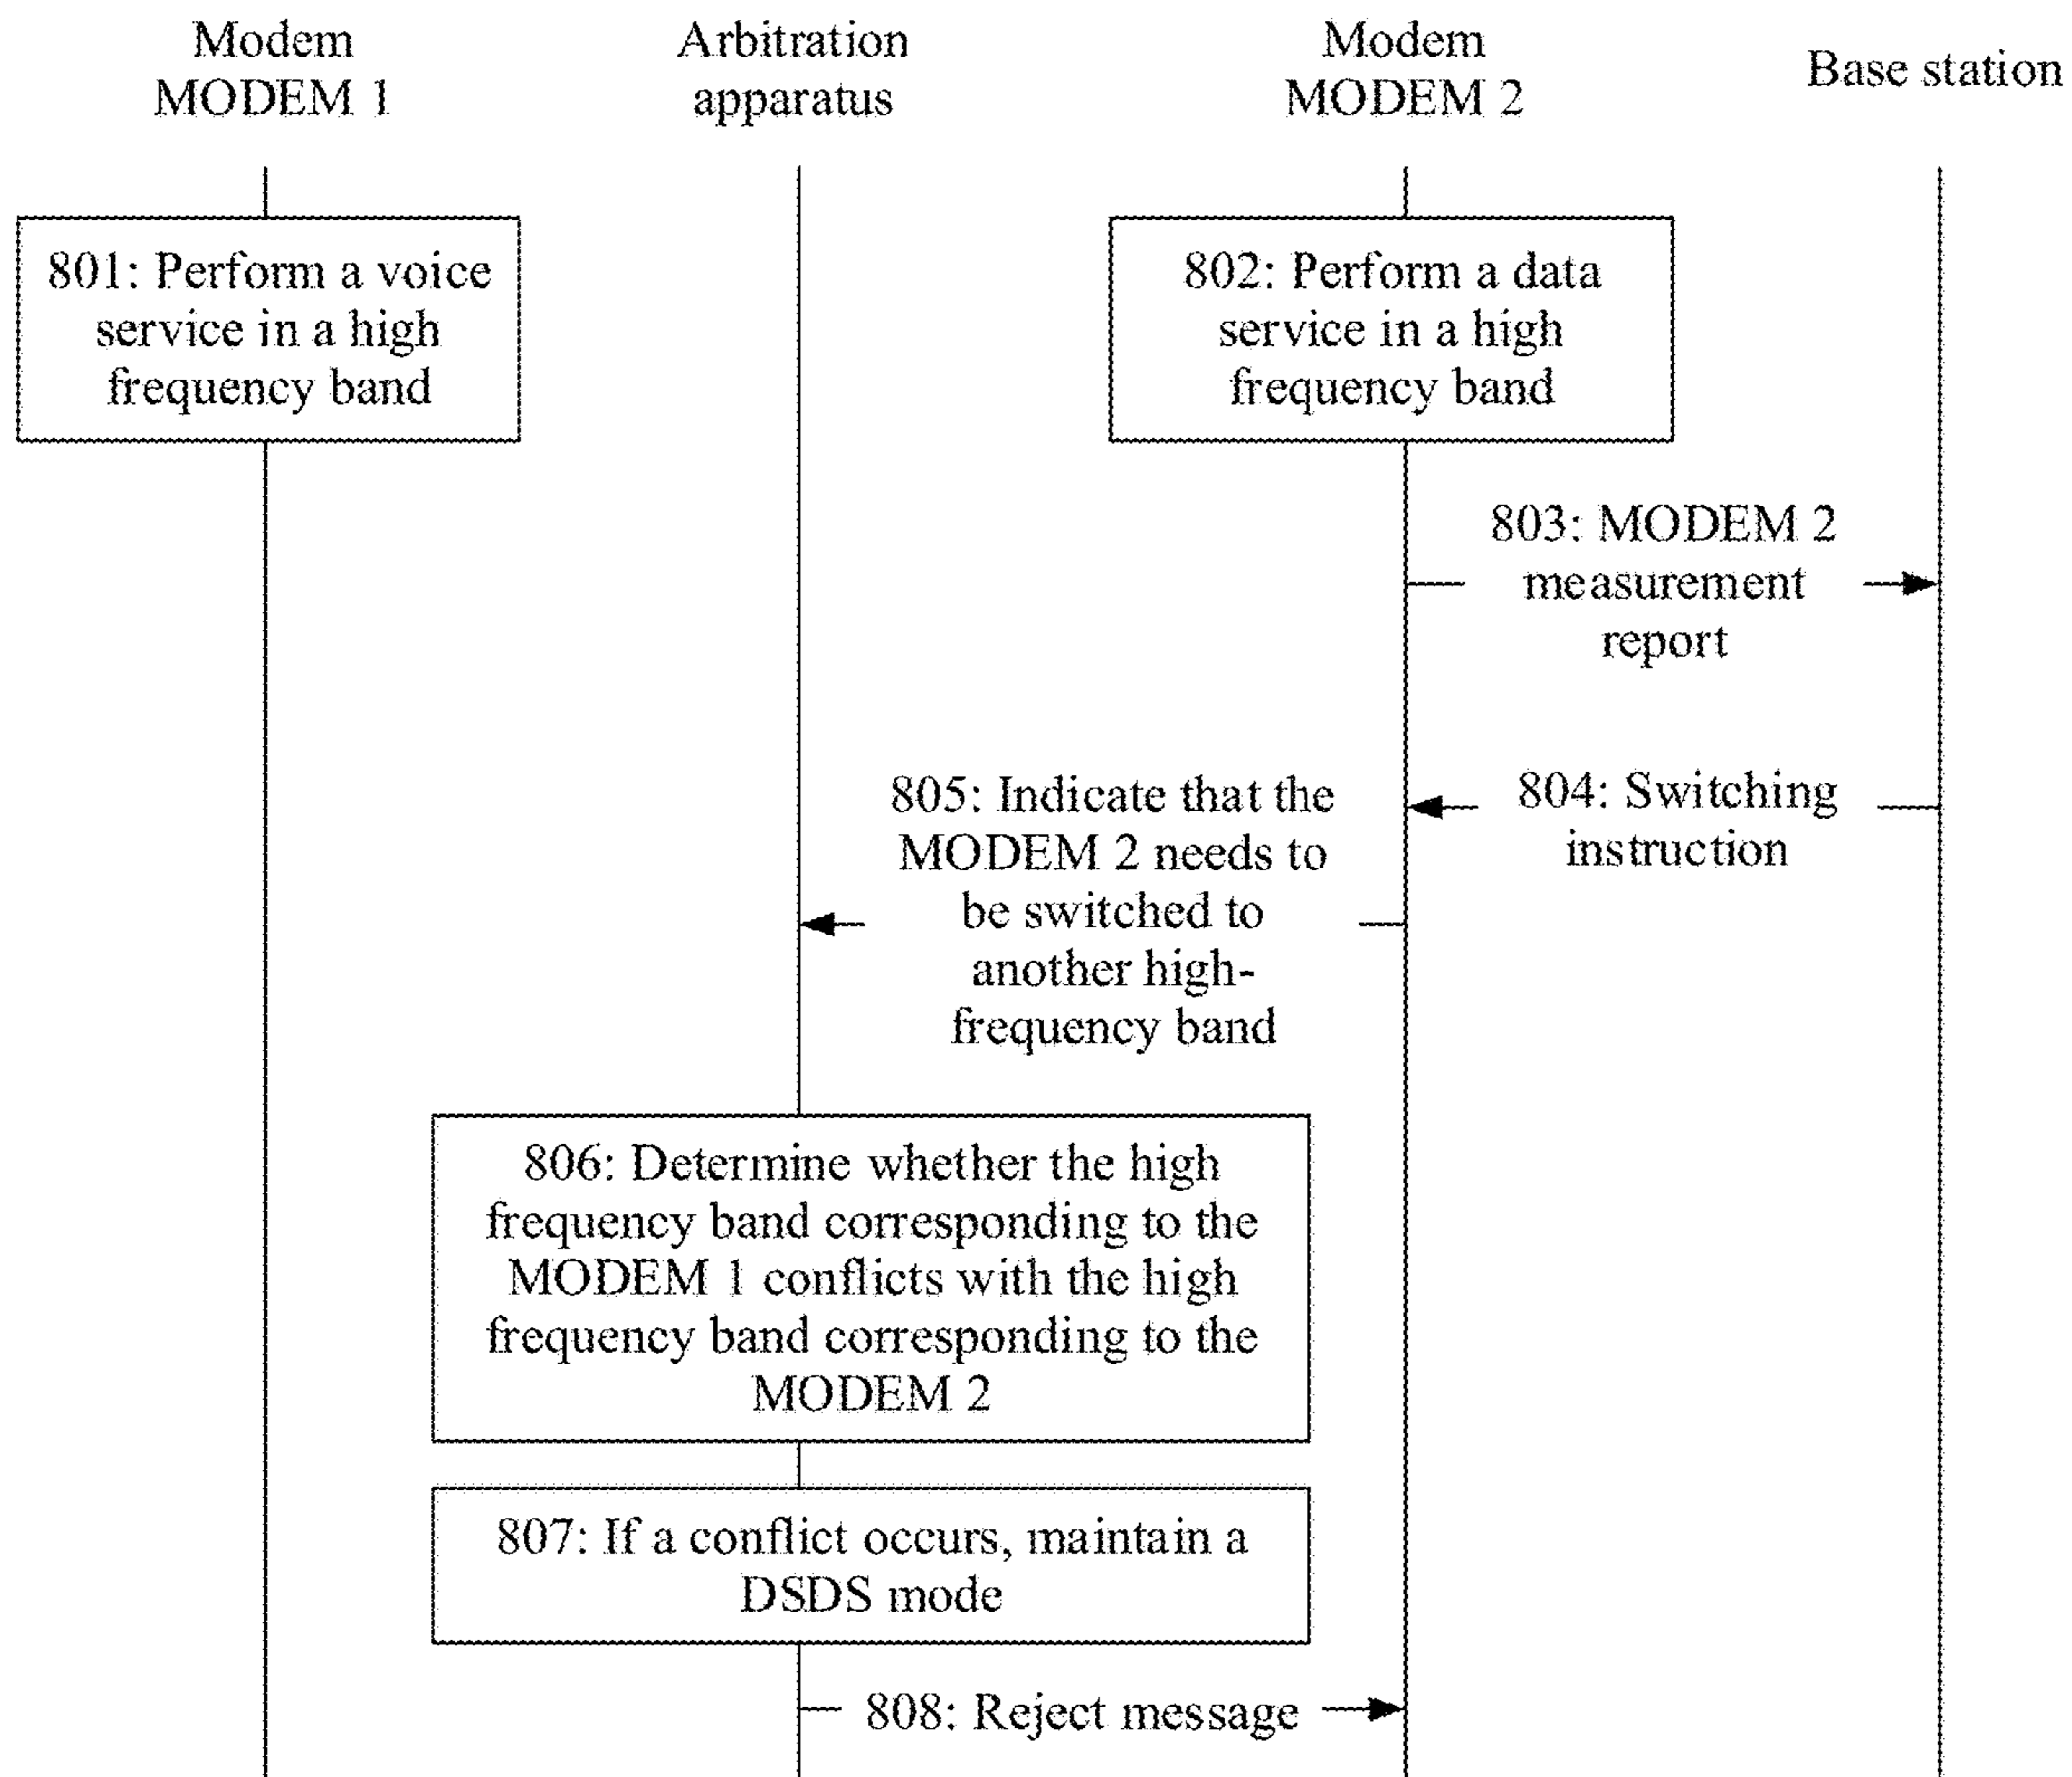 Modem
MODEM 1
Arbitration
apparatus
Modem
MODEM 2
Base station
801: Perform a voice
service in a high
frequency band
802: Perform a data
service in a high
frequency band
803: MODEM 2
measurement
report
804: Switching
instruction
805: Indicate that the
MODEM 2 needs to
be switched to
another high-
frequency band
806: Determine whether the high
frequency band corresponding to the
MODEM 1 conflicts with the high
frequency band corresponding to the
MODEM 2
807: If a conflict occurs, maintain a
DSDS mode
808: Reject message